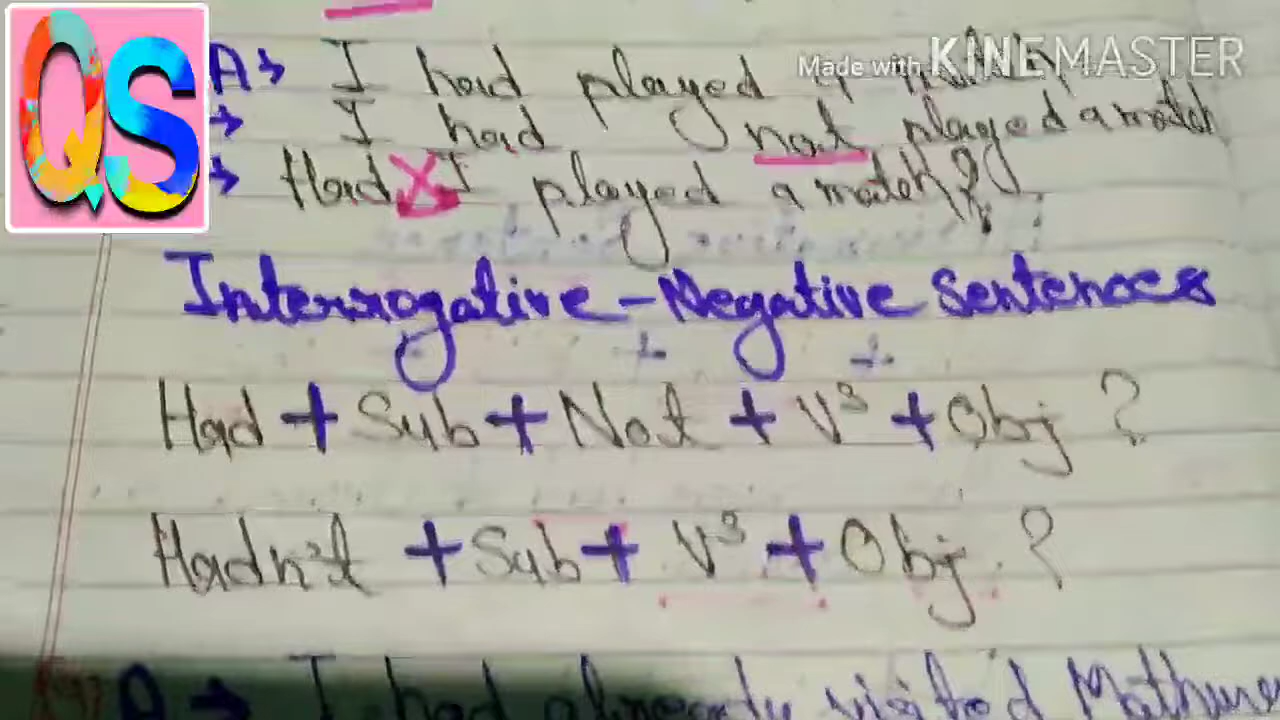 QS
Made with KINEMASTER
A → I had played a match
→ I had not played a match
→ Had I played a match?
Interrogative - Negative Sentences
+ +
Had + Sub + Not + V³ + Obj ?
Hadn't + Sub + V³ + Obj. ?
A → I had already visited Mathura